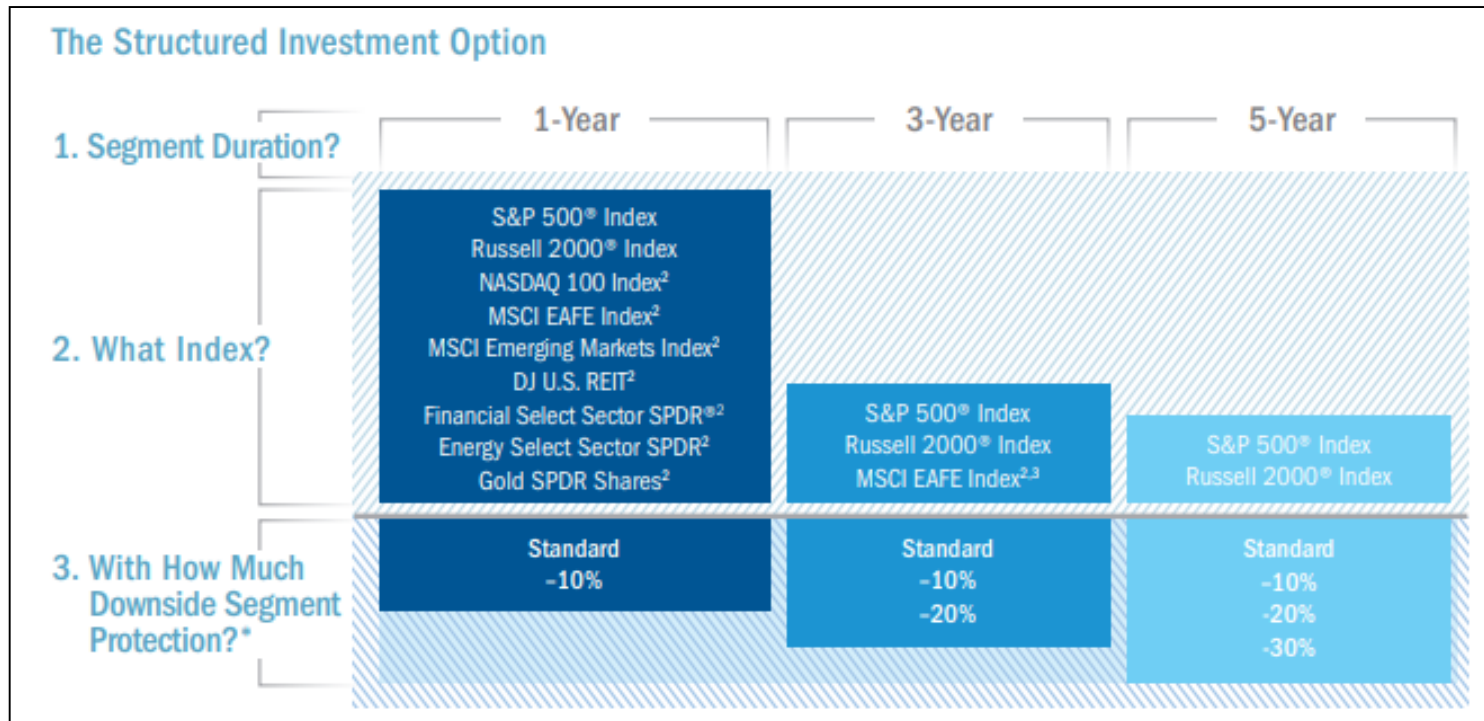 The Structured Investment Option
1. Segment Duration?
1-Year
3-Year
5-Year
2. What Index?
S&P 500® Index
Russell 2000® Index
NASDAQ 100 Index²
MSCI EAFE Index²
MSCI Emerging Markets Index²
DJ U.S. REIT²
Financial Select Sector SPDR®²
Energy Select Sector SPDR²
Gold SPDR Shares²
S&P 500® Index
Russell 2000® Index
MSCI EAFE Index²,³
S&P 500® Index
Russell 2000® Index
3. With How Much
Downside Segment
Protection?*
Standard
–10%
Standard
–10%
–20%
Standard
–10%
-20%
-30%